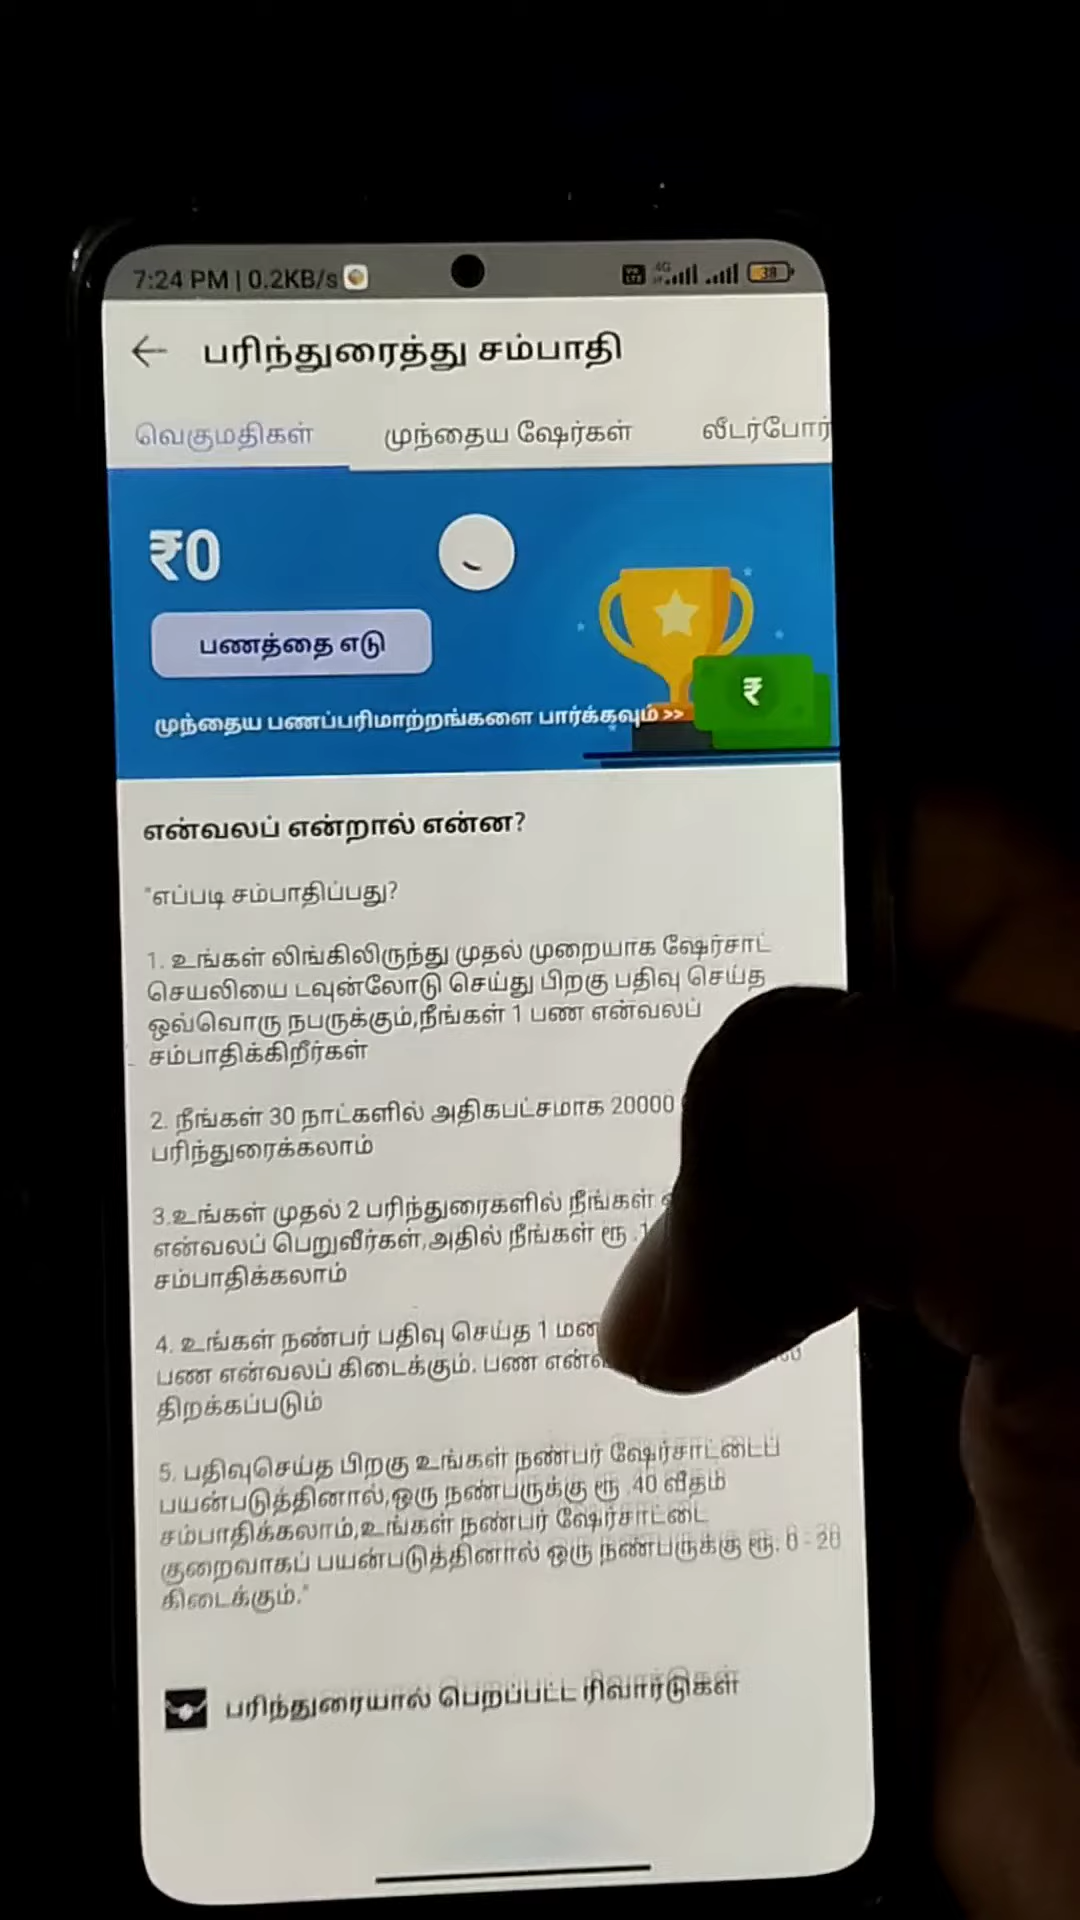 7:24 PM | 0.2KB/s
4G
38
பரிந்துரைத்து சம்பாதி
வெகுமதிகள்
முந்தைய ஷேர்கள்
லீடர்போர்
₹0
பணத்தை எடு
₹
முந்தைய பணப்பரிமாற்றங்களை பார்க்கவும் >>
என்வலப் என்றால் என்ன?
"எப்படி சம்பாதிப்பது?
1. உங்கள் லிங்கிலிருந்து முதல் முறையாக ஷேர்சாட்
செயலியை டவுன்லோடு செய்து பிறகு பதிவு செய்த
ஒவ்வொரு நபருக்கும்,நீங்கள் 1 பண என்வலப்
சம்பாதிக்கிறீர்கள்
2. நீங்கள் 30 நாட்களில் அதிகபட்சமாக 20000
பரிந்துரைக்கலாம்
3.உங்கள் முதல் 2 பரிந்துரைகளில் நீங்கள்
என்வலப் பெறுவீர்கள்,அதில் நீங்கள் ரூ
சம்பாதிக்கலாம்
4. உங்கள் நண்பர் பதிவு செய்த 1
பண என்வலப் கிடைக்கும். பண
திறக்கப்படும்
5. பதிவுசெய்த பிறகு உங்கள் நண்பர் ஷேர்சாட்டைப்
பயன்படுத்தினால்,ஒரு நண்பருக்கு ரூ .40 வீதம்
சம்பாதிக்கலாம்,உங்கள் நண்பர் ஷேர்சாட்டை
குறைவாகப் பயன்படுத்தினால் ஒரு நண்பருக்கு ரூ.
கிடைக்கும்."
பரிந்துரையால் பெறப்பட்ட ரிவார்டுகள்